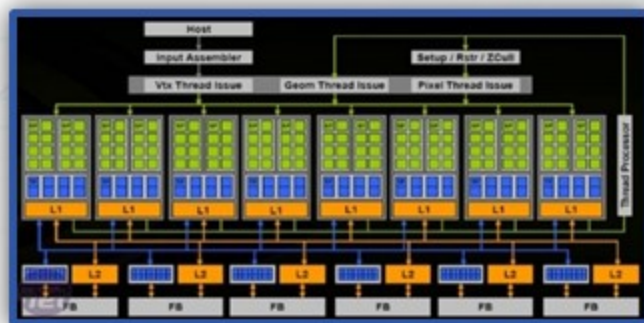 Host
Input Assembler
Setup / Rstr / ZCull
Vtx Thread Issue
Geom Thread Issue
Pixel Thread Issue
Thread Processor
L1 L1 L1 L1 L1 L1 L1 L1
L2 L2 L2 L2 L2 L2
FB FB FB FB FB FB